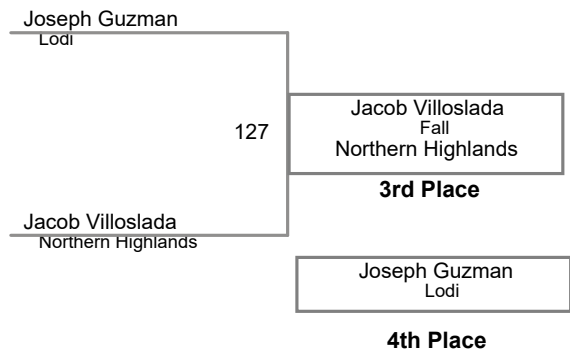 Joseph Guzman
Lodi
127
Jacob Villoslada
Fall
Northern Highlands
3rd Place
Jacob Villoslada
Northern Highlands
Joseph Guzman
Lodi
4th Place